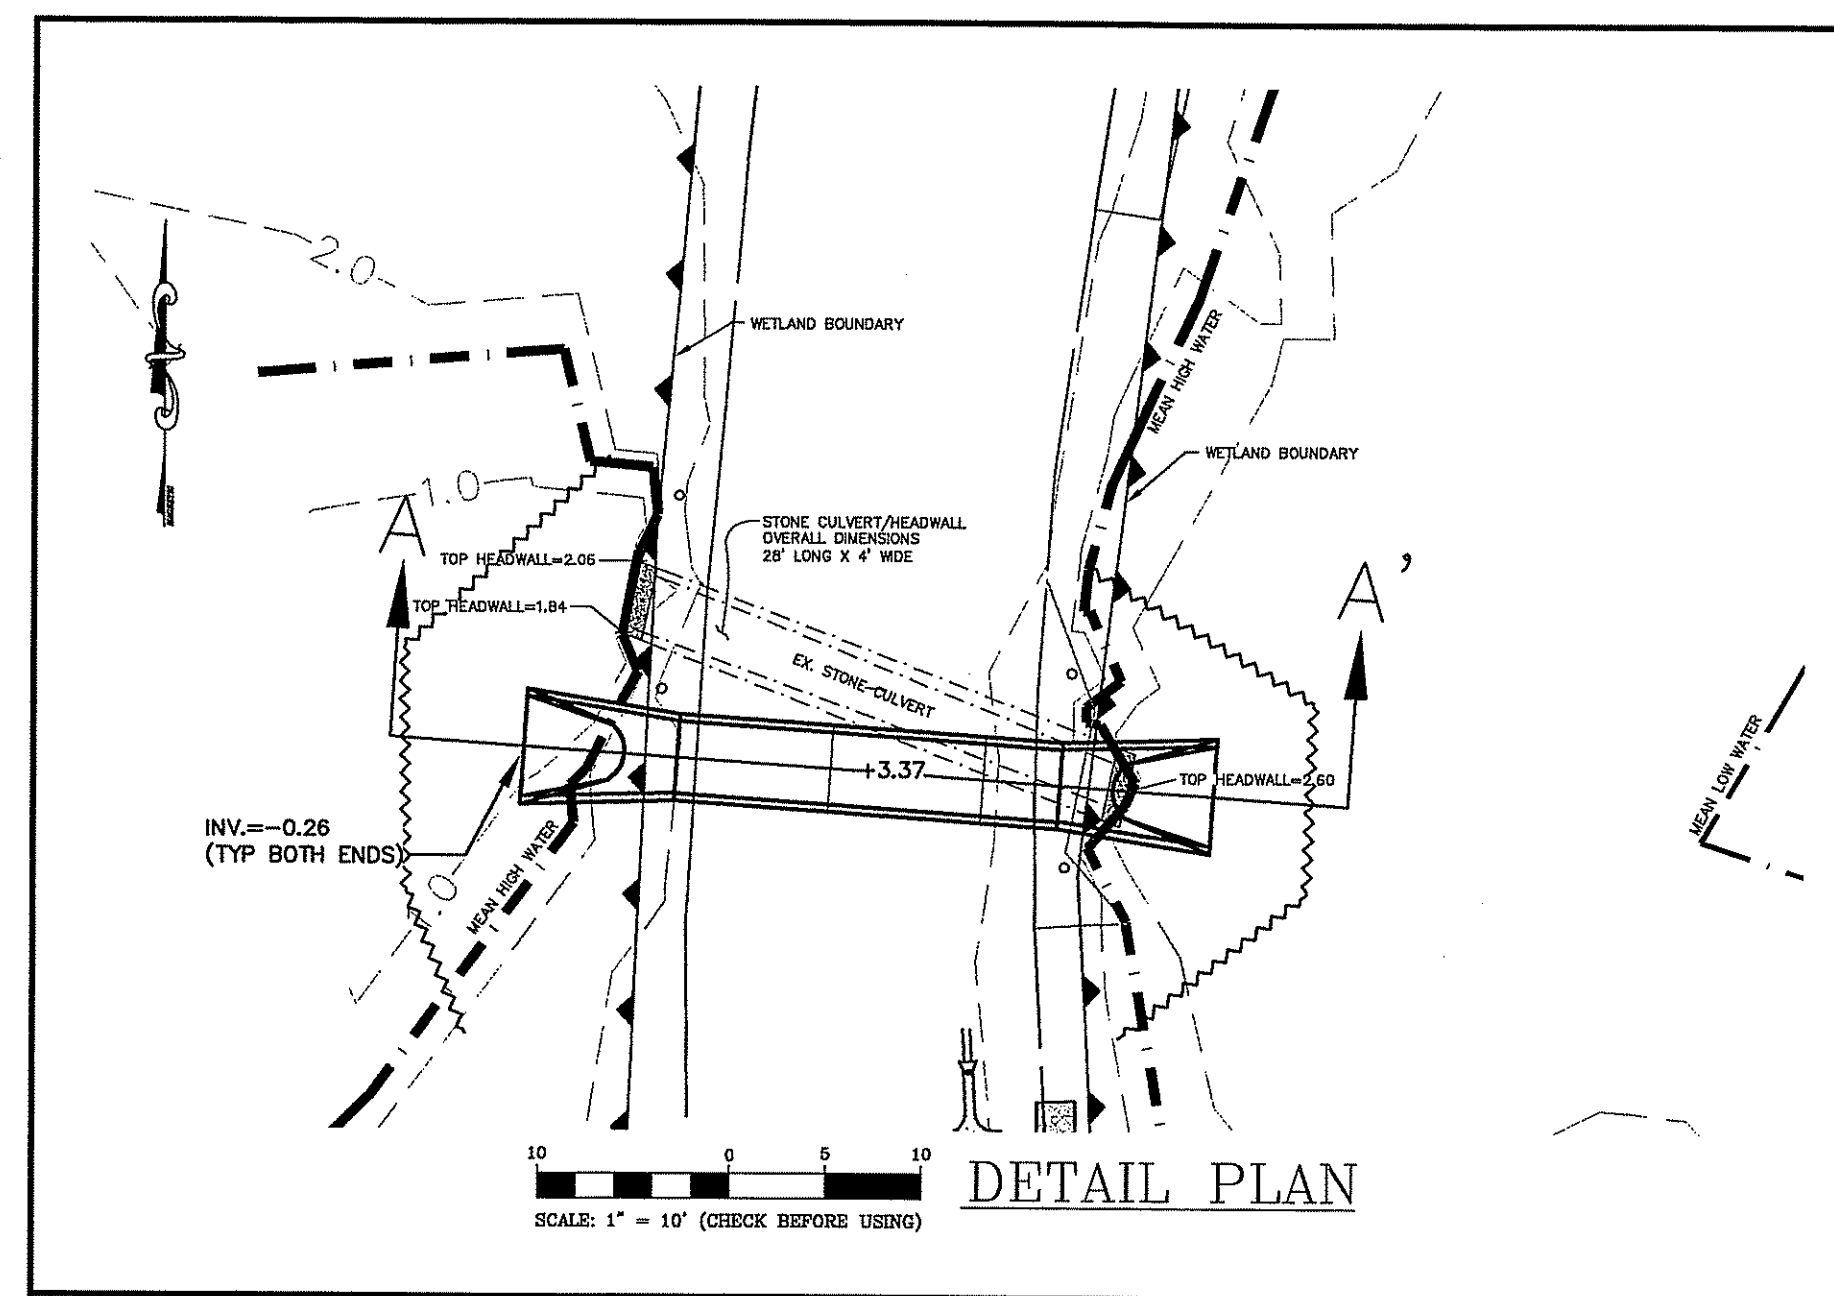 2.0
WETLAND BOUNDARY
MEAN HIGH WATER
WETLAND BOUNDARY
1.0
A
STONE CULVERT/HEADWALL
OVERALL DIMENSIONS
28' LONG X 4' WIDE
TOP HEADWALL=2.06
A'
TOP HEADWALL=1.84
EX. STONE CULVERT
+3.37
TOP HEADWALL=2.60
MEAN LOW WATER
INV.=-0.26
(TYP BOTH ENDS)
.0
MEAN HIGH WATER
10 0 5 10
SCALE: 1" = 10' (CHECK BEFORE USING)
DETAIL PLAN